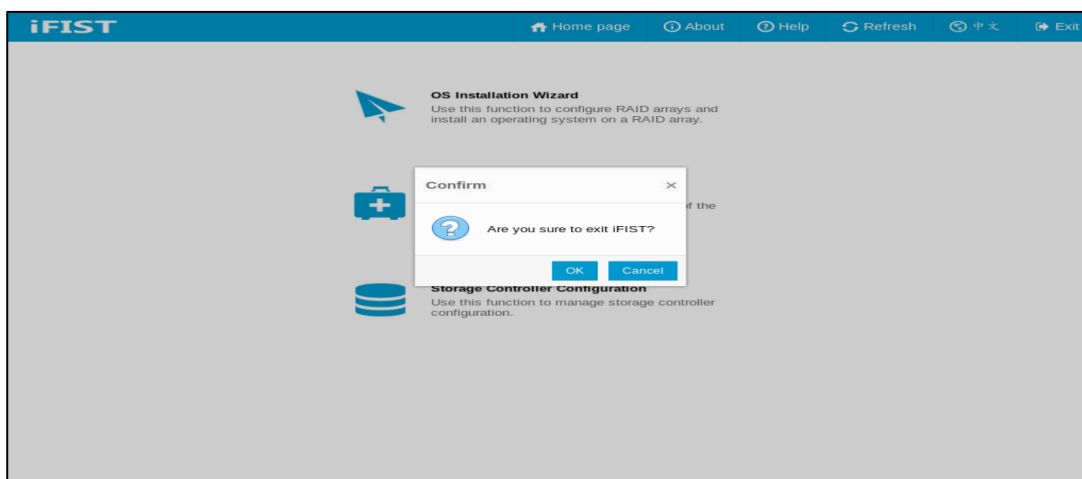 iFIST
Home page
About
Help
Refresh
中文
Exit
OS Installation Wizard
Use this function to configure RAID arrays and
install an operating system on a RAID array.
Confirm
of the
Are you sure to exit iFIST?
OK
Cancel
Storage Controller Configuration
Use this function to manage storage controller
configuration.